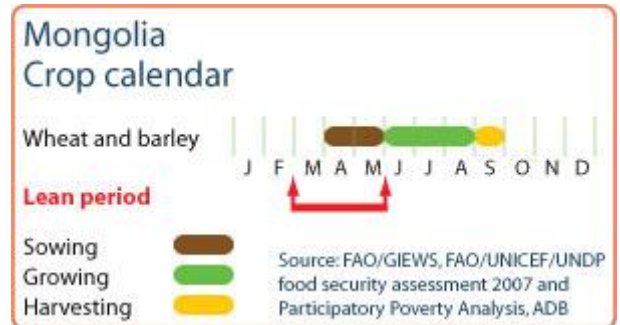 Mongolia
Crop calendar
Wheat and barley
J F M A M J J A S O N D
Lean period
Sowing
Growing
Harvesting
Source: FAO/GIEWS, FAO/UNICEF/UNDP
food security assessment 2007 and
Participatory Poverty Analysis, ADB